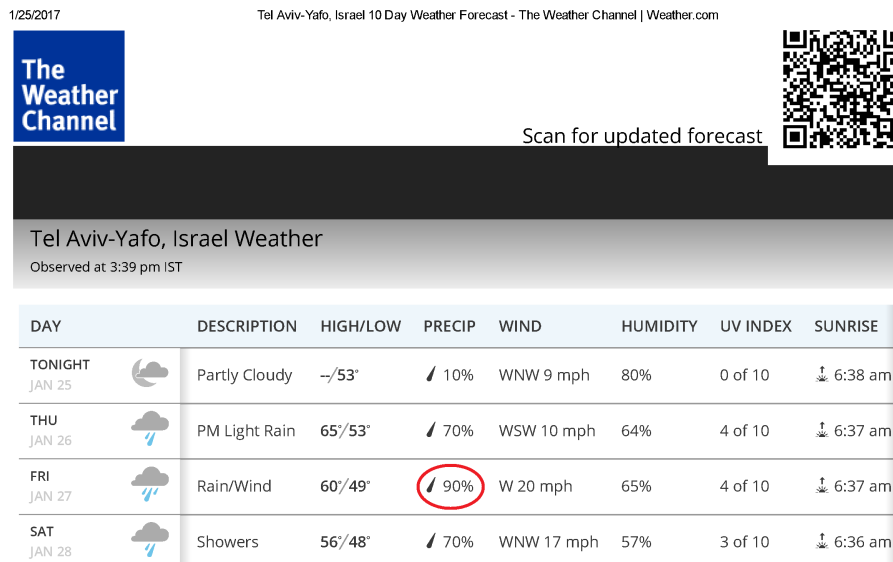 1/25/2017 Tel Aviv-Yafo, Israel 10 Day Weather Forecast - The Weather Channel | Weather.com
The
Weather
Channel
Scan for updated forecast
Tel Aviv-Yafo, Israel Weather
Observed at 3:39 pm IST
DAY DESCRIPTION HIGH/LOW PRECIP WIND HUMIDITY UV INDEX SUNRISE
TONIGHT
JAN 25 Partly Cloudy --/53° 10% WNW 9 mph 80% 0 of 10 6:38 am
THU
JAN 26 PM Light Rain 65°/53° 70% WSW 10 mph 64% 4 of 10 6:37 am
FRI
JAN 27 Rain/Wind 60°/49° 90% W 20 mph 65% 4 of 10 6:37 am
SAT
JAN 28 Showers 56°/48° 70% WNW 17 mph 57% 3 of 10 6:36 am